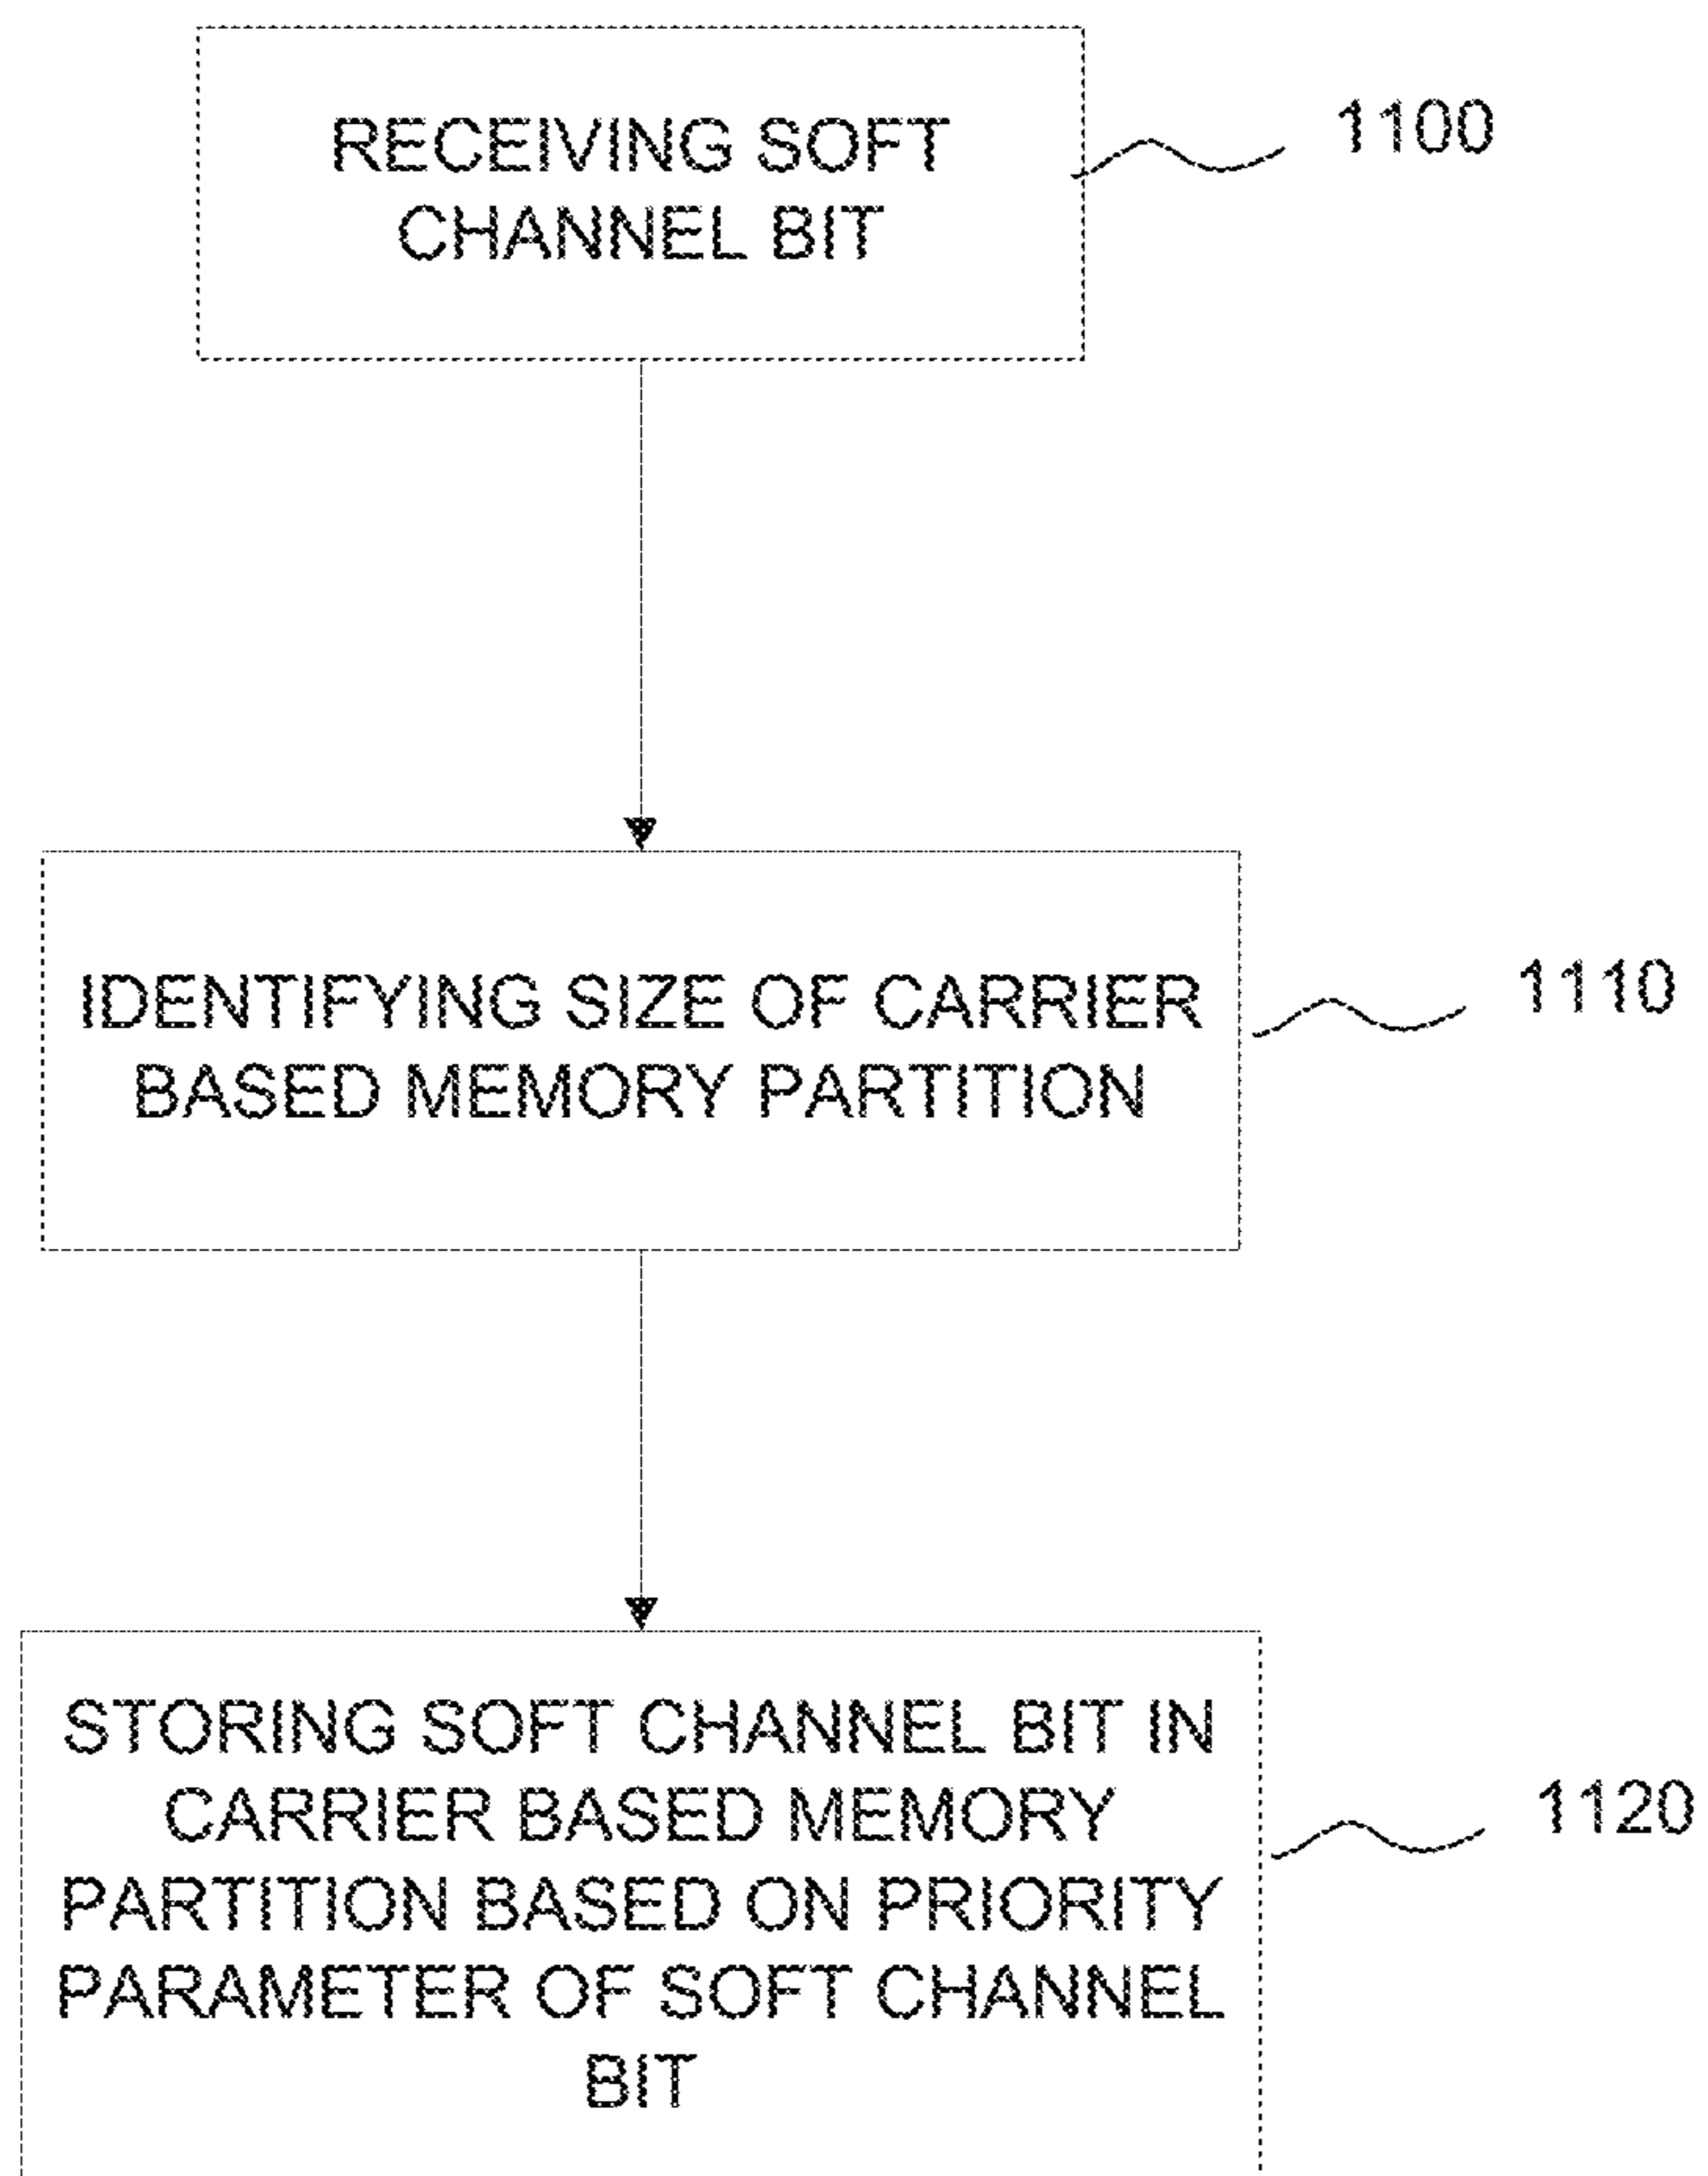 RECEIVING SOFT
CHANNEL BIT
1100
IDENTIFYING SIZE OF CARRIER
BASED MEMORY PARTITION
1110
STORING SOFT CHANNEL BIT IN
CARRIER BASED MEMORY
PARTITION BASED ON PRIORITY
PARAMETER OF SOFT CHANNEL
BIT
1120